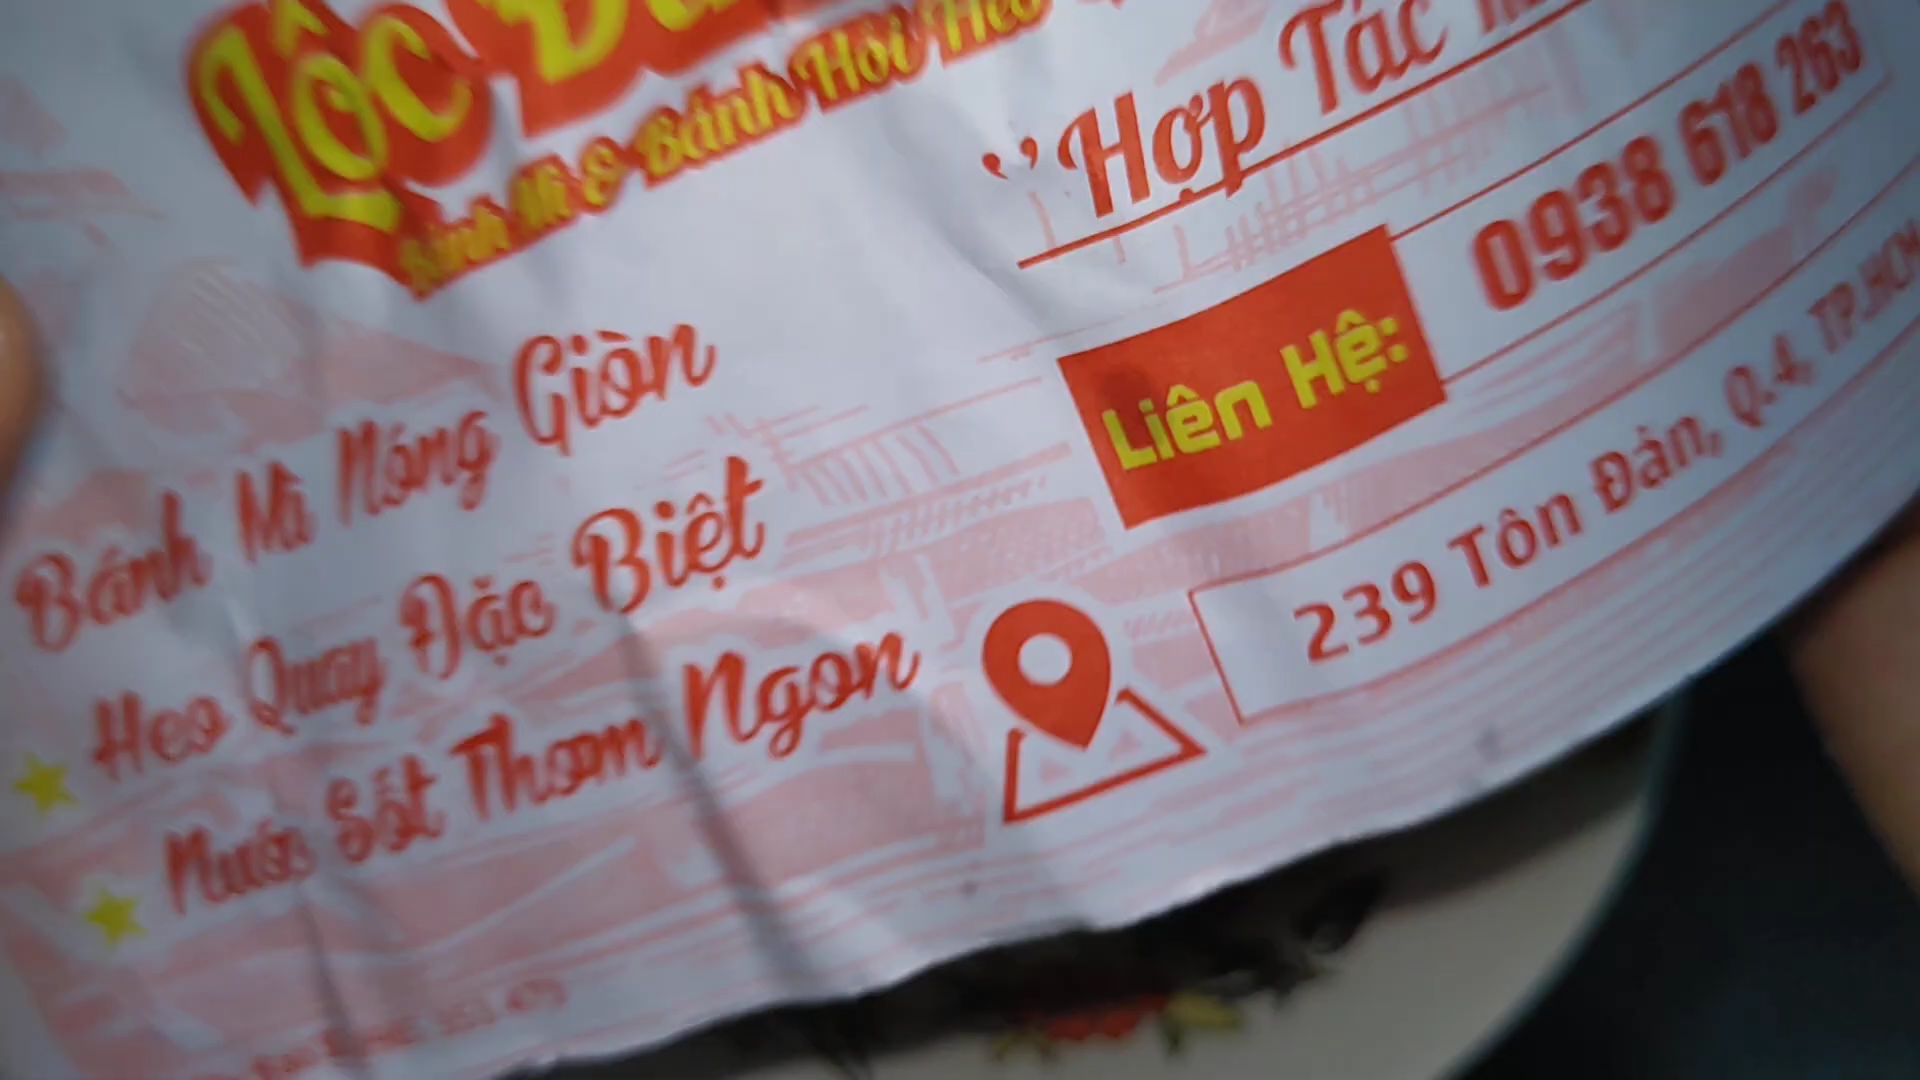 Lộc
Bánh Mì & Bánh Hỏi Heo
"Hợp Tác
Liên Hệ:
0938 618 263
239 Tôn Đản, Q.4, TP.HCM
Bánh Mì Nóng Giòn
Heo Quay Đặc Biệt
Nước Sốt Thơm Ngon